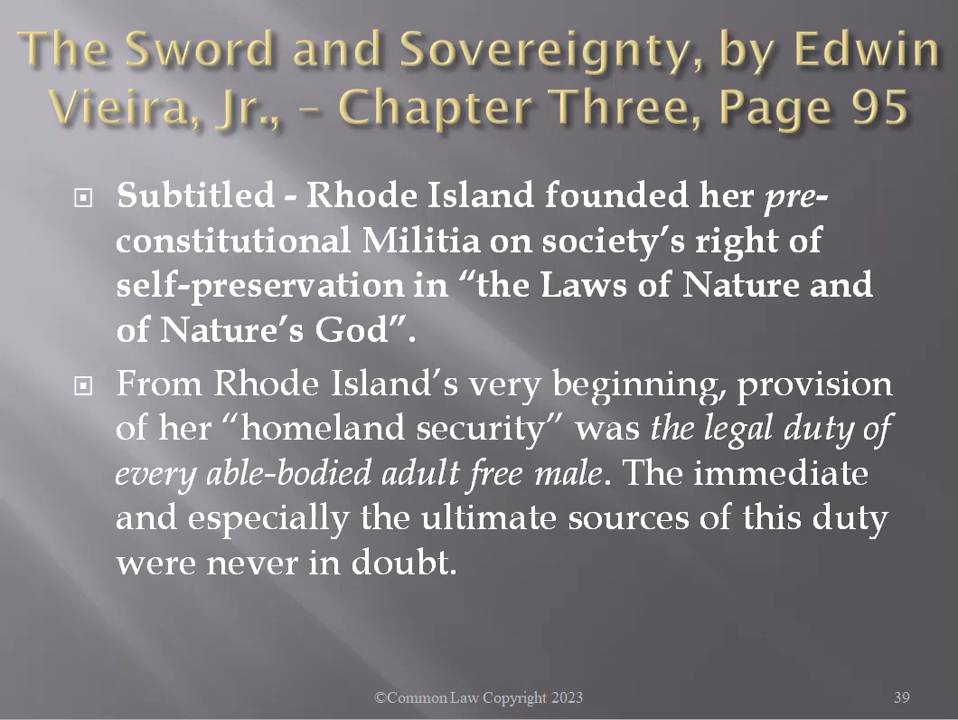 The Sword and Sovereignty, by Edwin
Vieira, Jr., – Chapter Three, Page 95
Subtitled - Rhode Island founded her pre-
constitutional Militia on society’s right of
self-preservation in “the Laws of Nature and
of Nature’s God”.
From Rhode Island’s very beginning, provision
of her “homeland security” was the legal duty of
every able-bodied adult free male. The immediate
and especially the ultimate sources of this duty
were never in doubt.
©Common Law Copyright 2023
39